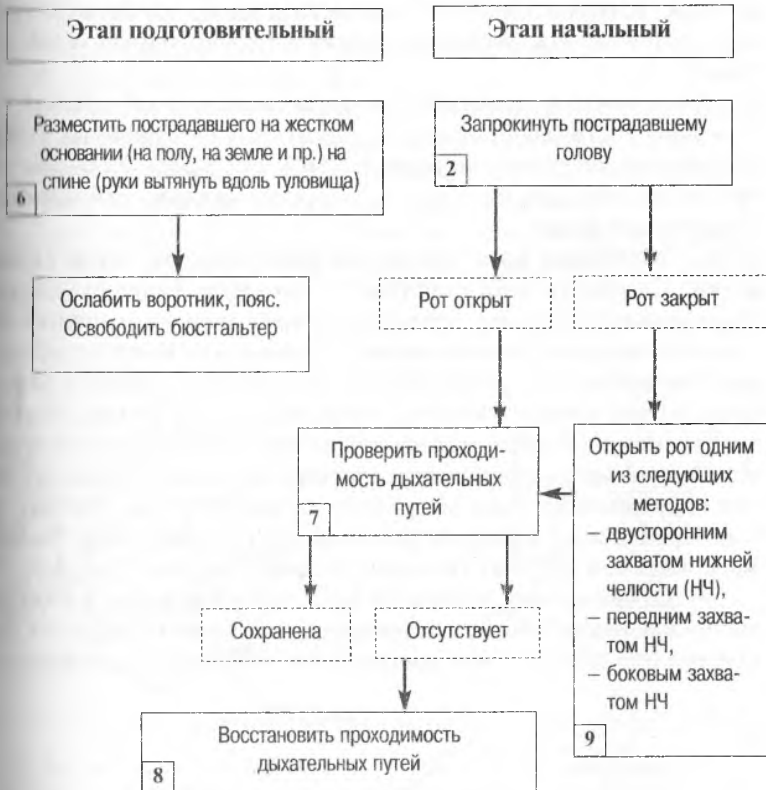 Этап подготовительный
Этап начальный
Разместить пострадавшего на жестком
основании (на полу, на земле и пр.) на
спине (руки вытянуть вдоль туловища)
6
Запрокинуть пострадавшему
голову
2
Ослабить воротник, пояс.
Освободить бюстгальтер
Рот открыт
Рот закрыт
Проверить проходи-
мость дыхательных
путей
7
Открыть рот одним
из следующих
методов:
– двусторонним
захватом нижней
челюсти (НЧ),
– передним захва-
том НЧ,
– боковым захва-
том НЧ
9
Сохранена
Отсутствует
Восстановить проходимость
дыхательных путей
8